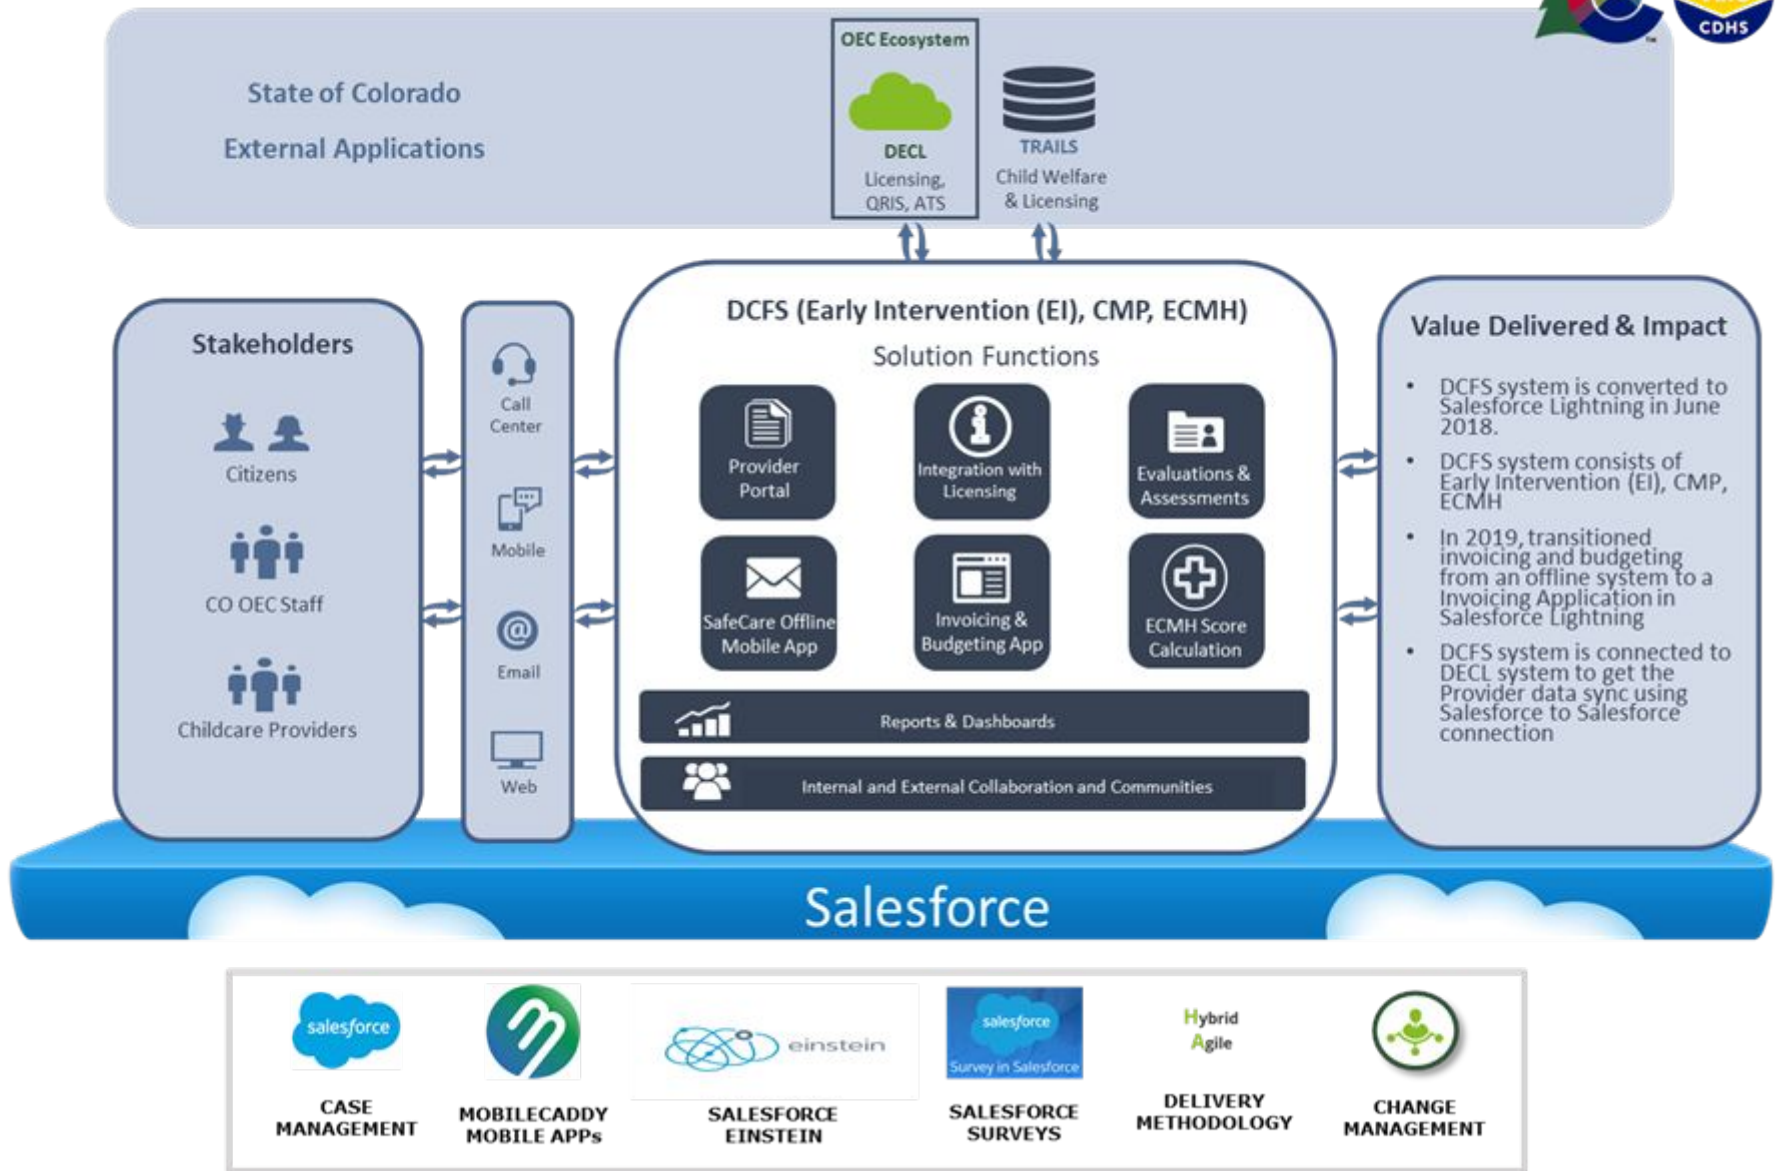 CDHS
State of Colorado
External Applications
OEC Ecosystem
DECL
Licensing,
QRIS, ATS
TRAILS
Child Welfare
& Licensing
Stakeholders
Citizens
CO OEC Staff
Childcare Providers
Call
Center
Mobile
@
Email
Web
DCFS (Early Intervention (EI), CMP, ECMH)
Solution Functions
Provider
Portal
Integration with
Licensing
Evaluations &
Assessments
SafeCare Offline
Mobile App
Invoicing &
Budgeting App
ECMH Score
Calculation
Reports & Dashboards
Internal and External Collaboration and Communities
Value Delivered & Impact
• DCFS system is converted to
Salesforce Lightning in June
2018.
• DCFS system consists of
Early Intervention (EI), CMP,
ECMH
• In 2019, transitioned
invoicing and budgeting
from an offline system to a
Invoicing Application in
Salesforce Lightning
• DCFS system is connected to
DECL system to get the
Provider data sync using
Salesforce to Salesforce
connection
Salesforce
salesforce
CASE
MANAGEMENT
MOBILECADDY
MOBILE APPs
einstein
SALESFORCE
EINSTEIN
salesforce
Survey in Salesforce
SALESFORCE
SURVEYS
Hybrid
Agile
DELIVERY
METHODOLOGY
CHANGE
MANAGEMENT